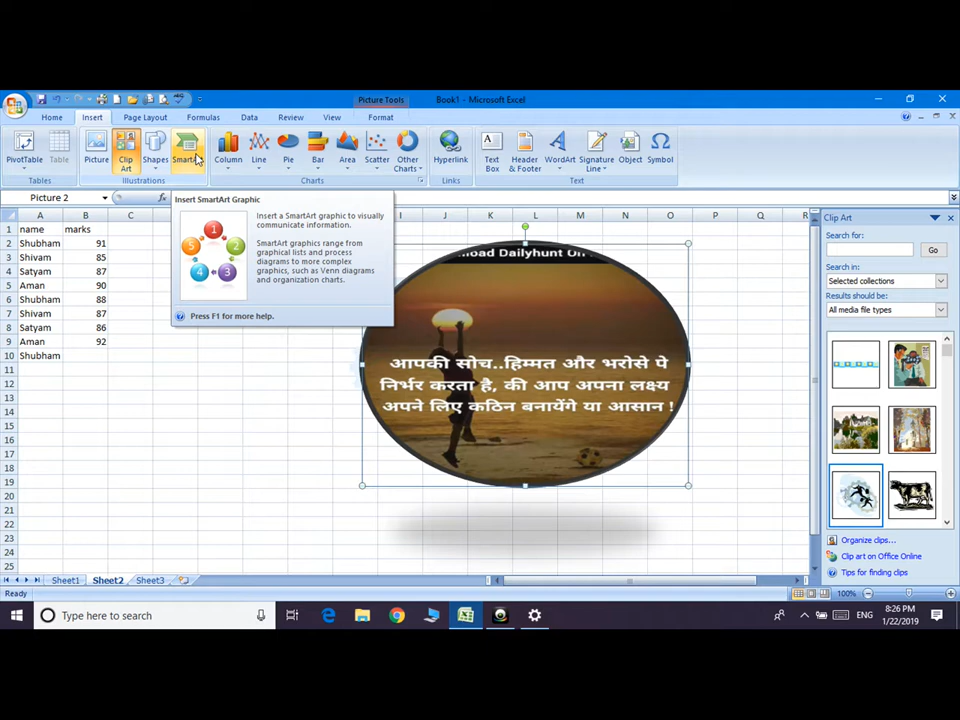 Picture Tools
Book1 - Microsoft Excel
Home Insert Page Layout Formulas Data Review View Format
PivotTable Table Picture Clip Art Shapes SmartArt Column Line Pie Bar Area Scatter Other Charts Hyperlink Text Box Header & Footer WordArt Signature Line Object Symbol
Tables Illustrations Charts Links Text
Picture 2
Insert SmartArt Graphic
Insert a SmartArt graphic to visually
communicate information.
SmartArt graphics range from
graphical lists and process
diagrams to more complex
graphics, such as Venn diagrams
and organization charts.
1
2
3
4
5
Press F1 for more help.
A B C I J K L M N O P Q R
1 name marks
2 Shubham 91
3 Shivam 85
4 Satyam 87
5 Aman 90
6 Shubham 88
7 Shivam 87
8 Satyam 86
9 Aman 92
10 Shubham
11
12
13
14
15
16
17
18
19
20
21
22
23
24
25
Dailyhunt On
आपकी सोच..हिम्मत और भरोसे पे
निर्भर करता है, की आप अपना लक्ष्य
अपने लिए कठिन बनायेंगे या आसान !
Clip Art
Search for:
Go
Search in:
Selected collections
Results should be:
All media file types
Organize clips...
Clip art on Office Online
Tips for finding clips
Sheet1 Sheet2 Sheet3
Ready
100%
Type here to search
ENG
8:26 PM
1/22/2019